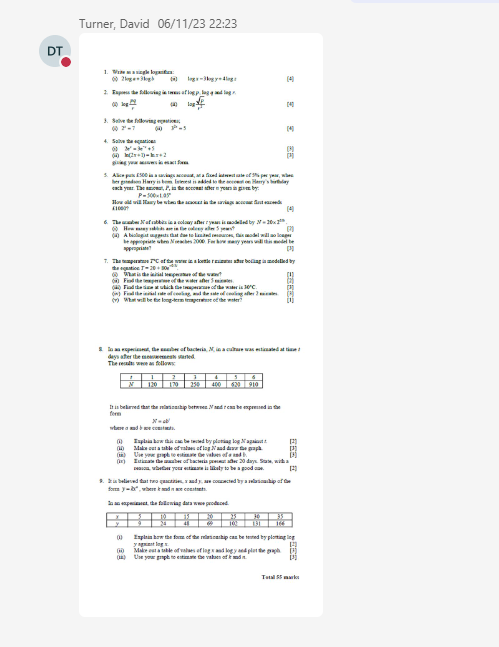 Turner, David 06/11/23 22:23
DT
1. Write as a single logarithm:
(i) 2log a + 3log b (ii) log x − 3log y + 4log z [4]
2. Express the following in terms of log p, log q and log r.
(i) log pq/r (ii) log √p/r² [4]
3. Solve the following equations;
(i) 2ˣ = 7 (ii) = 5 [4]
4. Solve the equations
(i) [3]
(ii) ln(2x + 1) = ln x + 2 [3]
giving your answers in exact form.
5. Alice puts £500 in a savings account, at a fixed interest rate of 5% per year, when
her grandson Harry is born. Interest is added to the account on Harry's birthday
each year. The amount, P, in the account after n years is given by:
P = 500×1.05ⁿ
How old will Harry be when the amount in the savings account first exceeds
£1000? [4]
6. The number N of rabbits in a colony after t years is modelled by
(i) How many rabbits are in the colony after 5 years? [2]
(ii) A biologist suggests that due to limited resources, this model will no longer
be appropriate when N reaches 2000. For how many years will this model be
appropriate? [3]
7. The temperature T°C of the water in a kettle t minutes after boiling is modelled by
the equation
(i) What is the initial temperature of the water? [1]
(ii) Find the temperature of the water after 5 minutes. [2]
(iii) Find the time at which the temperature of the water is 30°C. [3]
(iv) Find the initial rate of cooling, and the rate of cooling after 2 minutes. [3]
(v) What will be the long-term temperature of the water? [1]
8. In an experiment, the number of bacteria, N, in a culture was estimated at time t
days after the measurements started.
The results were as follows:
t 1 2 3 4 5 6
N 120 170 250 400 620 910
It is believed that the relationship between N and t can be expressed in the
form
N = abᵗ
where a and b are constants.
(i) Explain how this can be tested by plotting log N against t. [2]
(ii) Make out a table of values of log N and draw the graph. [3]
(iii) Use your graph to estimate the values of a and b. [3]
(iv) Estimate the number of bacteria present after 20 days. State, with a
reason, whether your estimate is likely to be a good one. [2]
9. It is believed that two quantities, x and y, are connected by a relationship of the
form y = kxⁿ, where k and n are constants.
In an experiment, the following data were produced.
x 5 10 15 20 25 30 35
y 9 24 48 69 102 131 166
(i) Explain how the form of the relationship can be tested by plotting log
y against log x. [2]
(ii) Make out a table of values of log x and log y and plot the graph. [3]
(iii) Use your graph to estimate the values of k and n. [3]
Total 55 marks